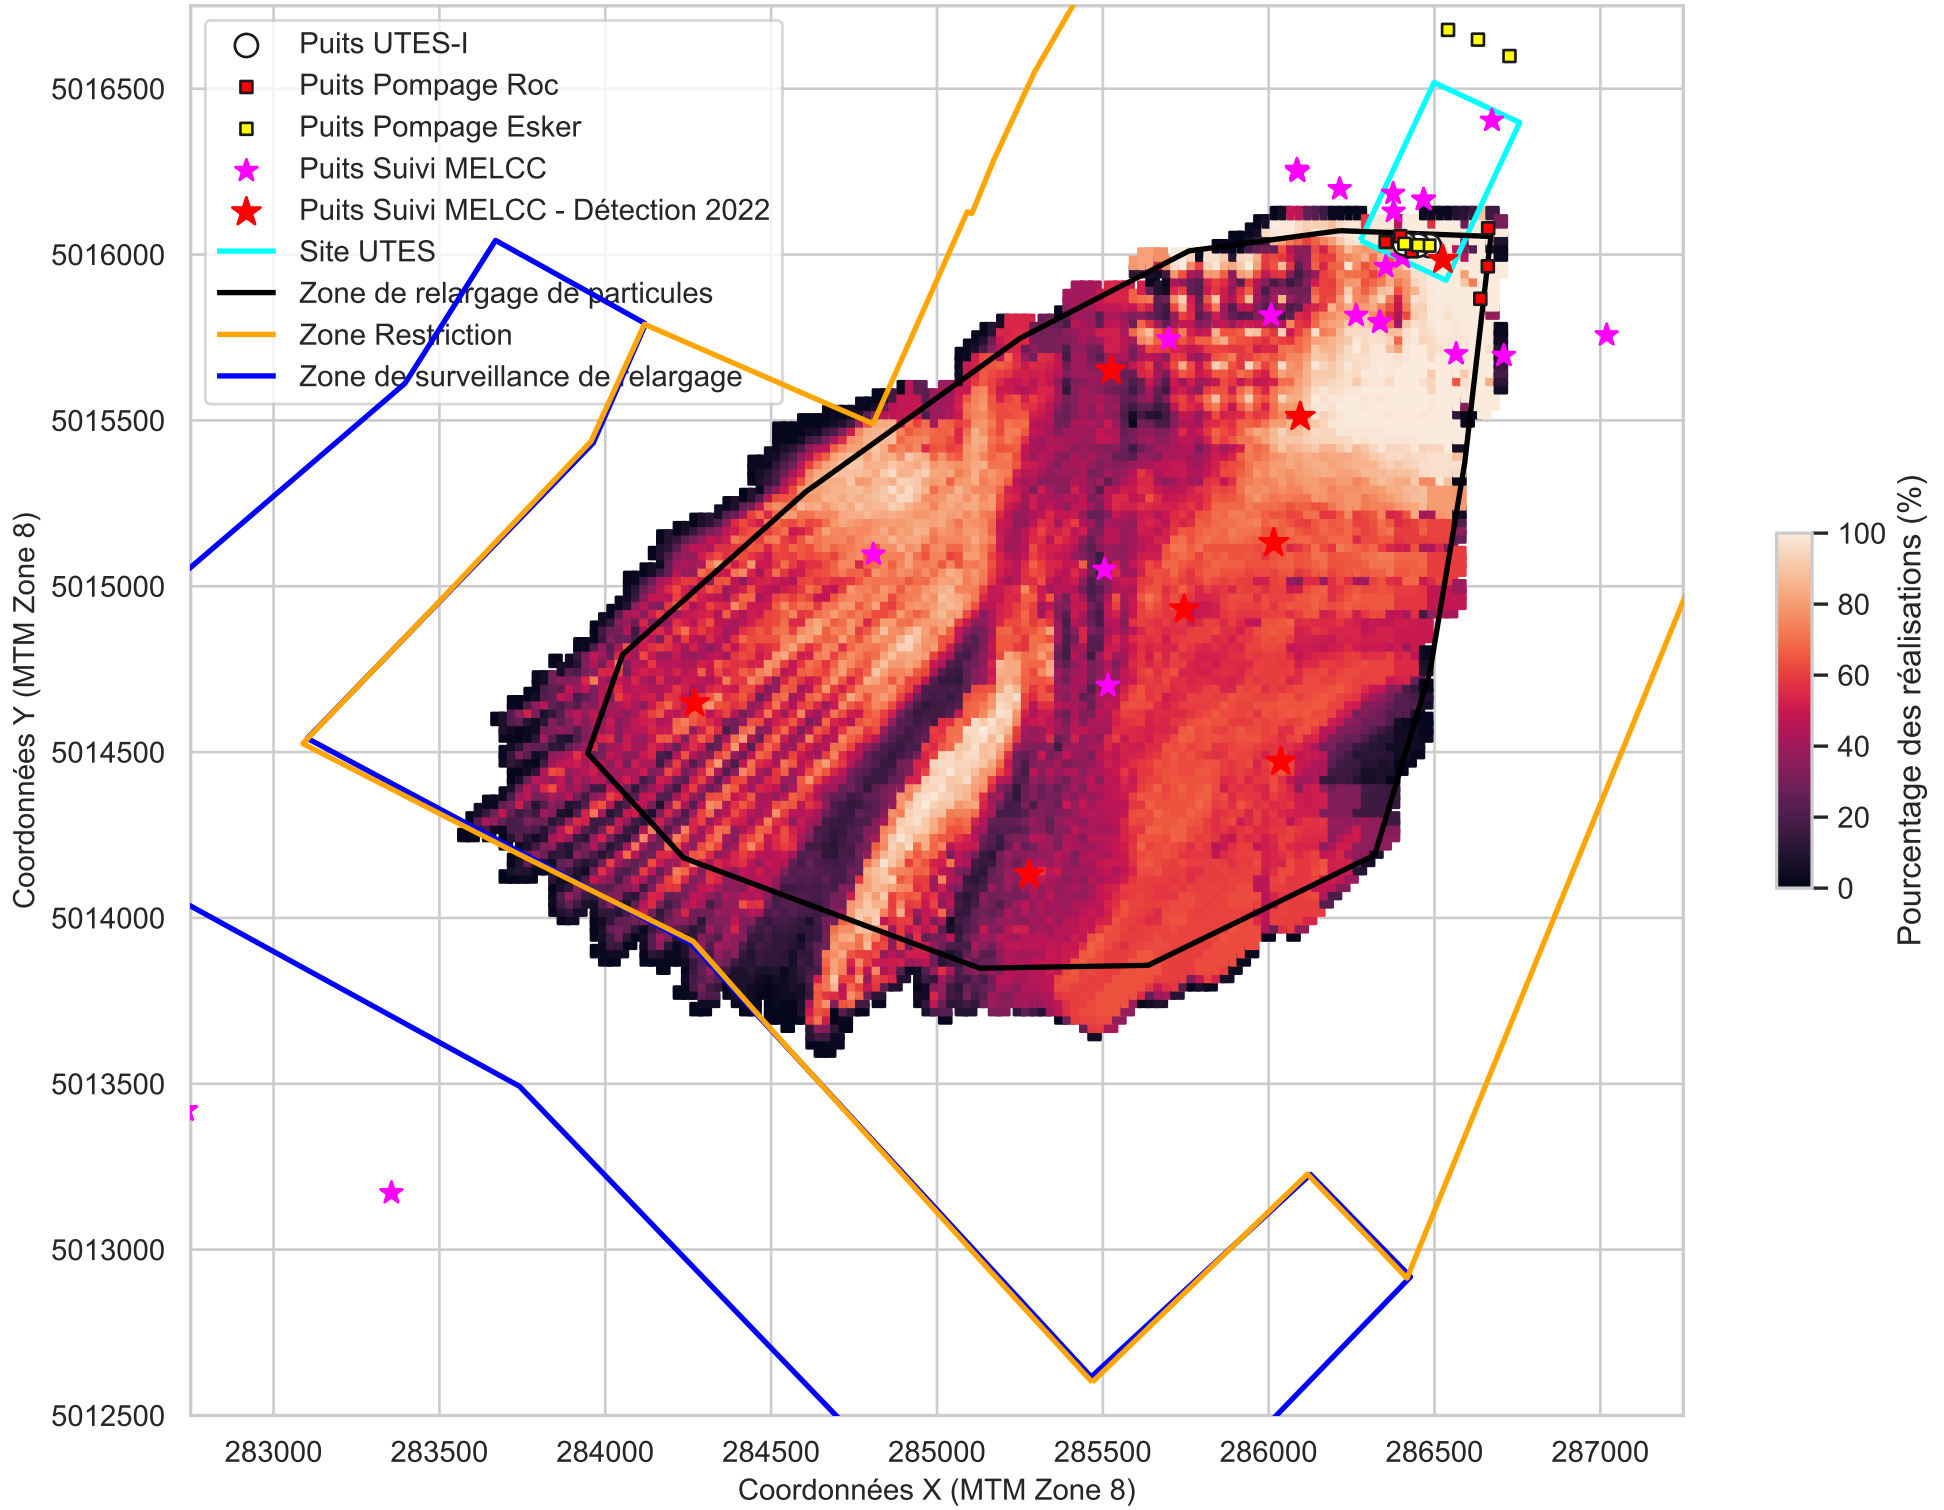 Puits UTES-I
Puits Pompage Roc
Puits Pompage Esker
Puits Suivi MELCC
Puits Suivi MELCC - Détection 2022
Site UTES
Zone de relargage de particules
Zone Restriction
Zone de surveillance de relargage
5016500
5016000
5015500
5015000
5014500
5014000
5013500
5013000
5012500
Coordonnées Y (MTM Zone 8)
283000
283500
284000
284500
285000
285500
286000
286500
287000
Coordonnées X (MTM Zone 8)
100
80
60
40
20
0
Pourcentage des réalisations (%)